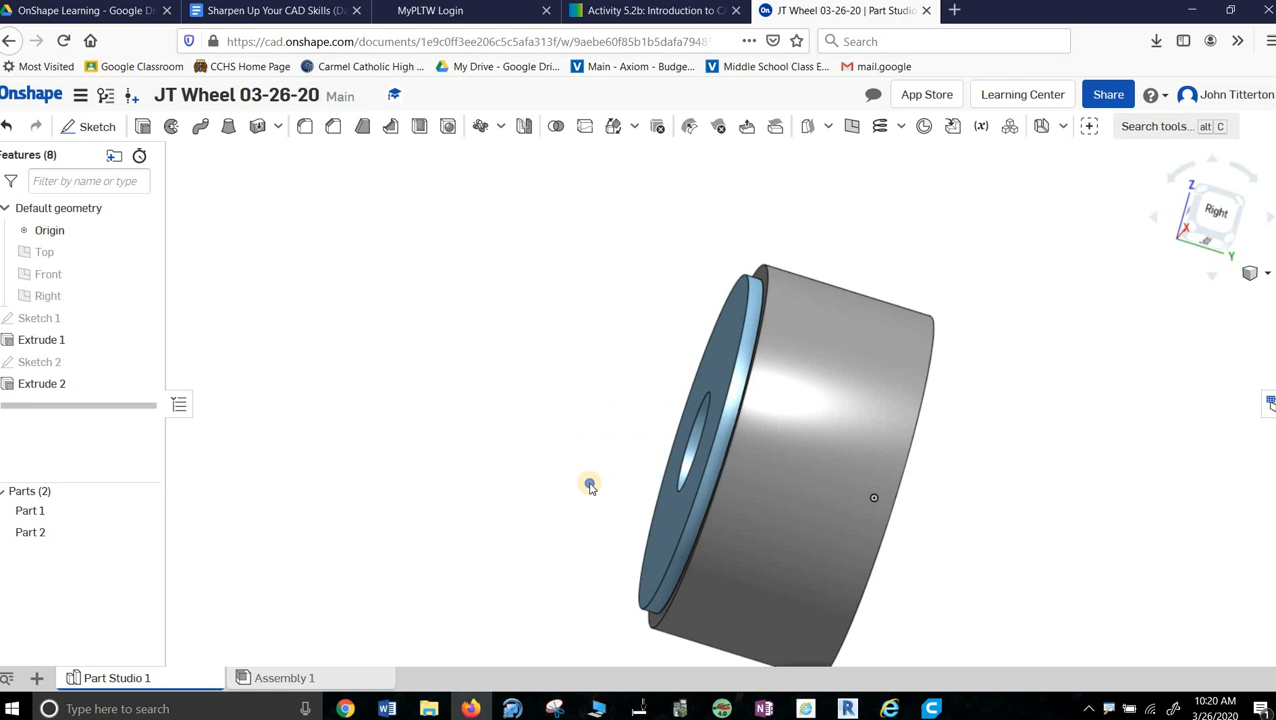 OnShape Learning - Google Dr
Sharpen Up Your CAD Skills (Da
MyPLTW Login
Activity 5.2b: Introduction to CA
JT Wheel 03-26-20 | Part Studio
https://cad.onshape.com/documents/1e9c0ff3ee206c5c5afa313f/w/9aebe60f85b1b5dafa7948
Search
Most Visited
Google Classroom
CCHS Home Page
Carmel Catholic High ...
My Drive - Google Dri...
Main - Axiom - Budge...
Middle School Class E...
mail.google
Onshape
JT Wheel 03-26-20 Main
App Store
Learning Center
Share
John Titterton
Sketch
Search tools... alt C
Features (8)
Filter by name or type
Default geometry
Origin
Top
Front
Right
Sketch 1
Extrude 1
Sketch 2
Extrude 2
Parts (2)
Part 1
Part 2
Z
Right
X
Y
Part Studio 1
Assembly 1
Type here to search
10:20 AM
3/26/2020